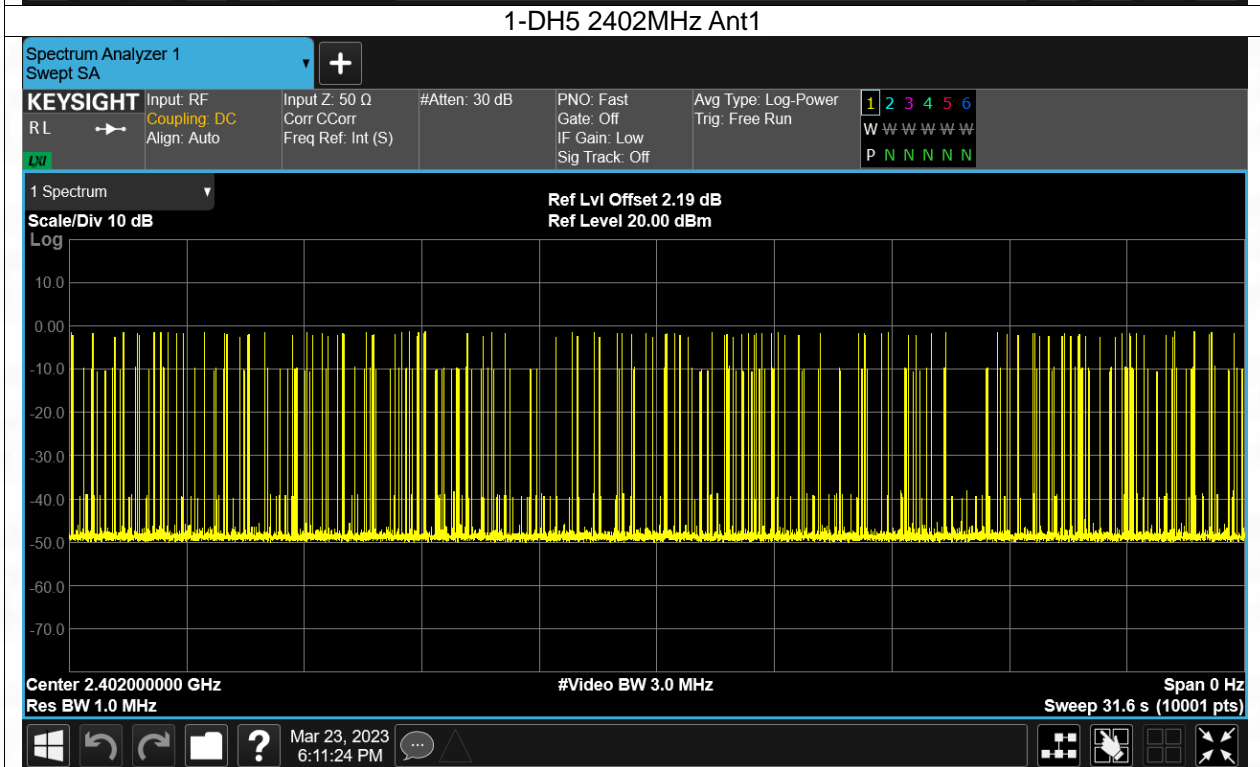 1-DH5 2402MHz Ant1
Spectrum Analyzer 1
Swept SA
KEYSIGHT
R L
LXI
Input: RF
Coupling: DC
Align: Auto
Input Z: 50 Ω
Corr CCorr
Freq Ref: Int (S)
#Atten: 30 dB
PNO: Fast
Gate: Off
IF Gain: Low
Sig Track: Off
Avg Type: Log-Power
Trig: Free Run
1 2 3 4 5 6
W W W W W W
P N N N N N
1 Spectrum
Scale/Div 10 dB
Ref Lvl Offset 2.19 dB
Ref Level 20.00 dBm
Log
10.0
0.00
-10.0
-20.0
-30.0
-40.0
-50.0
-60.0
-70.0
Center 2.402000000 GHz
#Video BW 3.0 MHz
Span 0 Hz
Res BW 1.0 MHz
Sweep 31.6 s (10001 pts)
?
Mar 23, 2023
6:11:24 PM